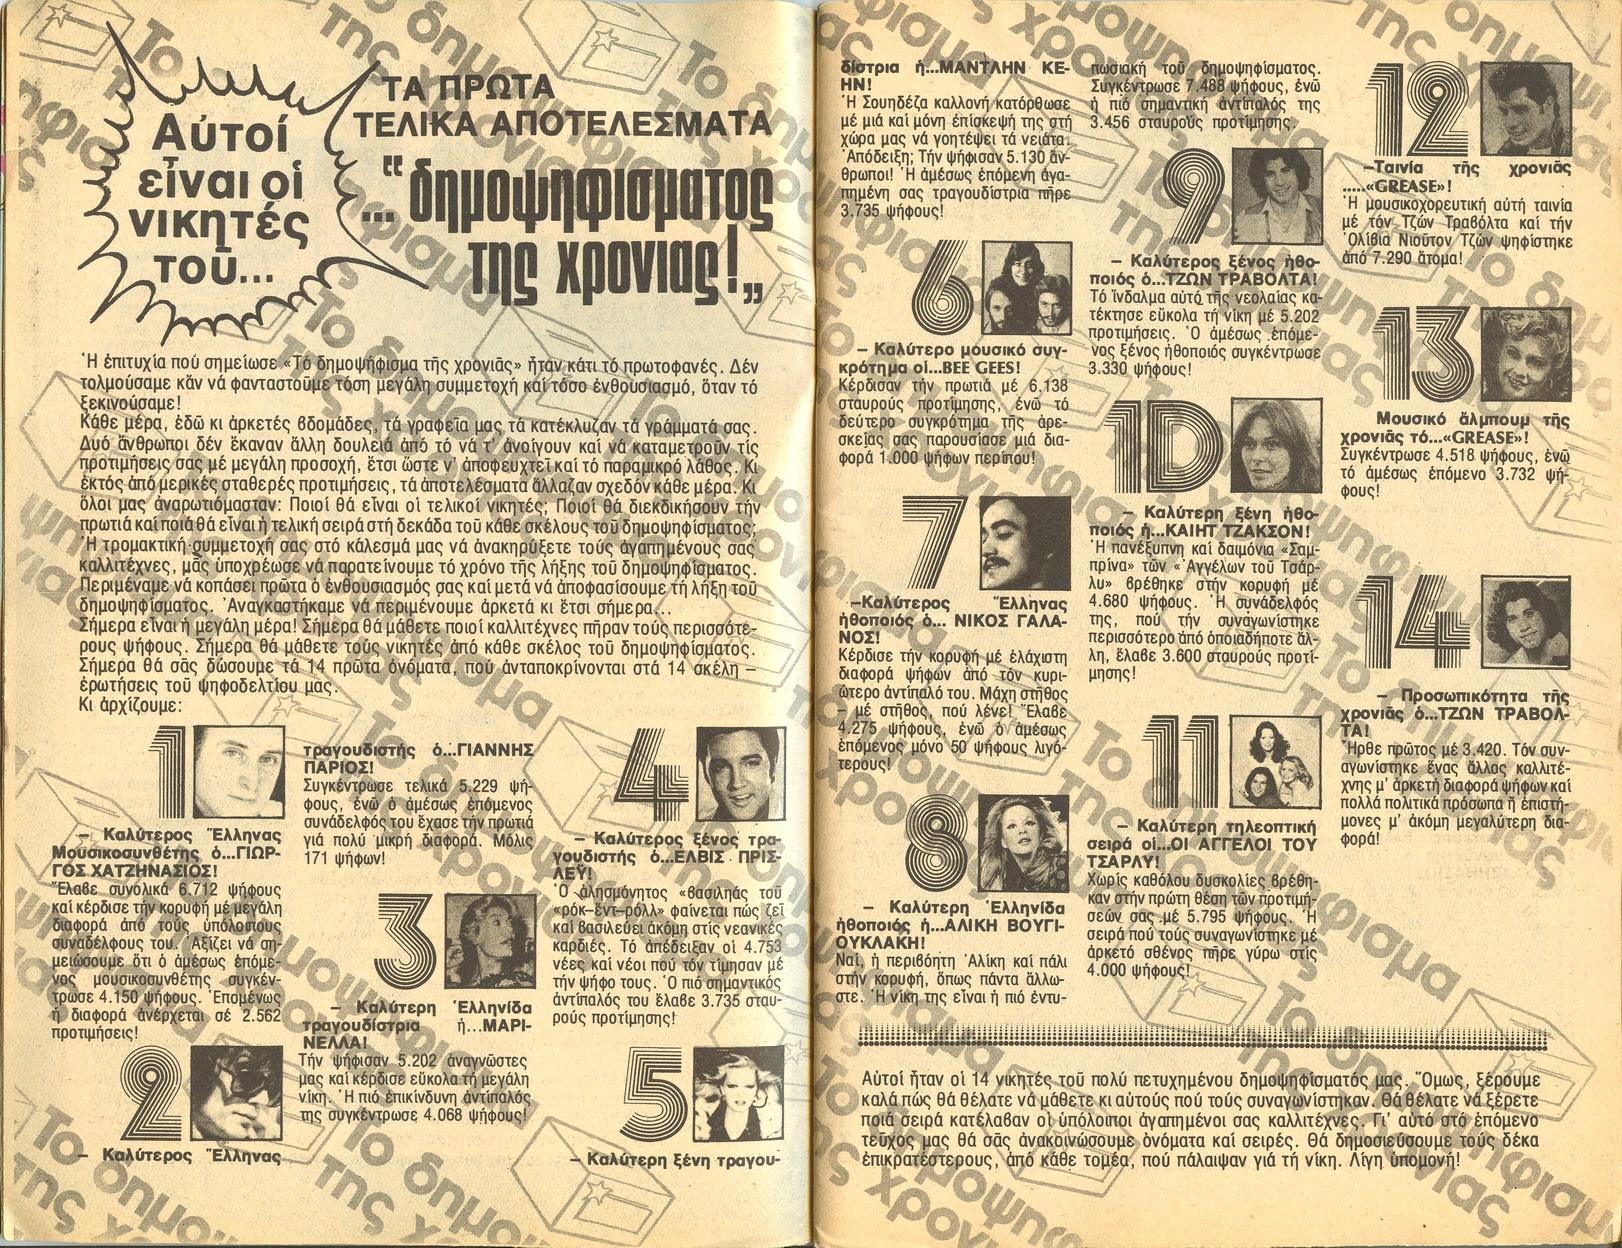 Αὐτοί
εἶναι οἱ
νικητές
τοῦ...
ΤΑ ΠΡΩΤΑ
ΤΕΛΙΚΑ ΑΠΟΤΕΛΕΣΜΑΤΑ
“δημοψηφισματος
... της χρονιας!„
Ἡ ἐπιτυχία πού σημείωσε «Τό δημοψήφισμα τῆς χρονιᾶς» ἦταν κάτι τό πρωτοφανές. Δέν
τολμούσαμε κἄν νά φανταστοῦμε τόση μεγάλη συμμετοχή καί τόσο ἐνθουσιασμό, ὅταν τό
ξεκινούσαμε!
Κάθε μέρα, ἐδῶ κι ἀρκετές βδομάδες, τά γραφεῖα μας τά κατέκλυζαν τά γράμματά σας.
Δυό ἄνθρωποι δέν ἔκαναν ἄλλη δουλειά ἀπό τό νά τ' ἀνοίγουν καί νά καταμετροῦν τίς
προτιμήσεις σας μέ μεγάλη προσοχή, ἔτσι ὥστε ν' ἀποφευχτεῖ καί τό παραμικρό λάθος. Κι
ἐκτός ἀπό μερικές σταθερές προτιμήσεις, τά ἀποτελέσματα ἄλλαζαν σχεδόν κάθε μέρα. Κι
ὅλοι μας ἀναρωτιόμασταν: Ποιοί θά εἶναι οἱ τελικοί νικητές; Ποιοί θά διεκδικήσουν τήν
πρωτιά καί ποιά θά εἶναι ἡ τελική σειρά στή δεκάδα τοῦ κάθε σκέλους τοῦ δημοψηφίσματος;
Ἡ τρομακτική συμμετοχή σας στό κάλεσμά μας νά ἀνακηρύξετε τούς ἀγαπημένους σας
καλλιτέχνες, μᾶς ὑποχρέωσε νά παρατείνουμε τό χρόνο τῆς λήξης τοῦ δημοψηφίσματος.
Περιμέναμε νά κοπάσει πρῶτα ὁ ἐνθουσιασμός σας καί μετά νά ἀποφασίσουμε τή λήξη τοῦ
δημοψηφίσματος. Ἀναγκαστήκαμε νά περιμένουμε ἀρκετά κι ἔτσι σήμερα...
Σήμερα εἶναι ἡ μεγάλη μέρα! Σήμερα θά μάθετε ποιοί καλλιτέχνες πῆραν τούς περισσότε-
ρους ψήφους. Σήμερα θά μάθετε τούς νικητές ἀπό κάθε σκέλος τοῦ δημοψηφίσματος.
Σήμερα θά σᾶς δώσουμε τά 14 πρῶτα ὀνόματα, πού ἀνταποκρίνονται στά 14 σκέλη –
ἐρωτήσεις τοῦ ψηφοδελτίου μας.
Κι ἀρχίζουμε:
1
– Καλύτερος Ἕλληνας
Μουσικοσυνθέτης ὁ...ΓΙΩΡ-
ΓΟΣ ΧΑΤΖΗΝΑΣΙΟΣ!
Ἔλαβε συνολικά 6.712 ψήφους
καί κέρδισε τήν κορυφή μέ μεγάλη
διαφορά ἀπό τούς ὑπόλοιπους
συναδέλφους του. Ἀξίζει νά ση-
μειώσουμε ὅτι ὁ ἀμέσως ἑπόμε-
νος μουσικοσυνθέτης συγκέν-
τρωσε 4.150 ψήφους. Ἑπομένως
ἡ διαφορά ἀνέρχεται σέ 2.562
προτιμήσεις!
2
– Καλύτερος Ἕλληνας
τραγουδιστής ὁ...ΓΙΑΝΝΗΣ
ΠΑΡΙΟΣ!
Συγκέντρωσε τελικά 5.229 ψή-
φους, ἐνῶ ὁ ἀμέσως ἑπόμενος
συνάδελφός του ἔχασε τήν πρωτιά
γιά πολύ μικρή διαφορά. Μόλις
171 ψήφων!
3
– Καλύτερη Ἑλληνίδα
τραγουδίστρια ἡ...ΜΑΡΙ-
ΝΕΛΛΑ!
Τήν ψήφισαν 5.202 ἀναγνῶστες
μας καί κέρδισε εὔκολα τή μεγάλη
νίκη. Ἡ πιό ἐπικίνδυνη ἀντίπαλός
της συγκέντρωσε 4.068 ψήφους!
4
– Καλύτερος ξένος τρα-
γουδιστής ὁ...ΕΛΒΙΣ ΠΡΙΣ-
ΛΕΫ!
Ὁ ἀλησμόνητος «βασιληάς τοῦ
«ρόκ–ἔντ–ρόλλ» φαίνεται πώς ζεῖ
καί βασιλεύει ἀκόμη στίς νεανικές
καρδιές. Τό ἀπέδειξαν οἱ 4.753
νέες καί νέοι πού τόν τίμησαν μέ
τήν ψῆφο τους. Ὁ πιό σημαντικός
ἀντίπαλός του ἔλαβε 3.735 σταυ-
ρούς προτίμησης!
5
– Καλύτερη ξένη τραγου-
δίστρια ἡ...ΜΑΝΤΛΗΝ ΚΕ-
ΗΝ!
Ἡ Σουηδέζα καλλονή κατόρθωσε
μέ μιά καί μόνη ἐπίσκεψή της στή
χώρα μας νά γοητέψει τά νειάτα.
Ἀπόδειξη; Τήν ψήφισαν 5.130 ἄν-
θρωποι! Ἡ ἀμέσως ἑπόμενη ἀγα-
πημένη σας τραγουδίστρια πῆρε
3.735 ψήφους!
6
– Καλύτερο μουσικό συγ-
κρότημα οἱ...BEE GEES!
Κέρδισαν τήν πρωτιά μέ 6.138
σταυρούς προτίμησης, ἐνῶ τό
δεύτερο συγκρότημα τῆς ἀρε-
σκείας σας παρουσίασε μιά δια-
φορά 1.000 ψήφων περίπου!
7
–Καλύτερος Ἕλληνας
ἠθοποιός ὁ... ΝΙΚΟΣ ΓΑΛΑ-
ΝΟΣ!
Κέρδισε τήν κορυφή μέ ἐλάχιστη
διαφορά ψήφων ἀπό τόν κυρι-
ώτερο ἀντίπαλό του. Μάχη στῆθος
– μέ στῆθος, πού λένε! Ἔλαβε
4.275 ψήφους, ἐνῶ ὁ ἀμέσως
ἑπόμενος μόνο 50 ψήφους λιγό-
τερους!
8
– Καλύτερη Ἑλληνίδα
ἠθοποιός ἡ...ΑΛΙΚΗ ΒΟΥΓΙ-
ΟΥΚΛΑΚΗ!
Ναί, ἡ περιβόητη Ἀλίκη καί πάλι
στήν κορυφή, ὅπως πάντα ἄλλω-
στε. Ἡ νίκη της εἶναι ἡ πιό ἐντυ-
πωσιακή τοῦ δημοψηφίσματος.
Συγκέντρωσε 7.488 ψήφους, ἐνῶ
ἡ πιό σημαντική ἀντίπαλός της
3.456 σταυρούς προτίμησης.
9
– Καλύτερος ξένος ἠθο-
ποιός ὁ...ΤΖΩΝ ΤΡΑΒΟΛΤΑ!
Τό ἴνδαλμα αὐτό τῆς νεολαίας κα-
τέκτησε εὔκολα τή νίκη μέ 5.202
προτιμήσεις. Ὁ ἀμέσως ἑπόμε-
νος ξένος ἠθοποιός συγκέντρωσε
3.330 ψήφους!
10
– Καλύτερη ξένη ἠθο-
ποιός ἡ...ΚΑΙΗΤ ΤΖΑΚΣΟΝ!
Ἡ πανέξυπνη καί δαιμόνια «Σαμ-
πρίνα» τῶν «Ἀγγέλων τοῦ Τσάρ-
λυ» βρέθηκε στήν κορυφή μέ
4.680 ψήφους. Ἡ συνάδελφός
της, πού τήν συναγωνίστηκε
περισσότερο ἀπό ὁποιαδήποτε ἄλ-
λη, ἔλαβε 3.600 σταυρούς προτί-
μησης!
11
– Καλύτερη τηλεοπτική
σειρά οἱ...ΟΙ ΑΓΓΕΛΟΙ ΤΟΥ
ΤΣΑΡΛΥ!
Χωρίς καθόλου δυσκολίες βρέθη-
καν στήν πρώτη θέση τῶν προτιμή-
σεών σας μέ 5.795 ψήφους. Ἡ
σειρά πού τούς συναγωνίστηκε μέ
ἀρκετό σθένος πῆρε γύρω στίς
4.000 ψήφους!
12
–Ταινία τῆς χρονιᾶς
.....«GREASE»!
Ἡ μουσικοχορευτική αὐτή ταινία
μέ τόν Τζών Τραβόλτα καί τήν
Ὀλίβια Νιοῦτον Τζών ψηφίστηκε
ἀπό 7.290 ἄτομα!
13
Μουσικό ἄλμπουμ τῆς
χρονιᾶς τό...«GREASE»!
Συγκέντρωσε 4.518 ψήφους, ἐνῶ
τό ἀμέσως ἑπόμενο 3.732 ψή-
φους!
14
– Προσωπικότητα τῆς
χρονιᾶς ὁ...ΤΖΩΝ ΤΡΑΒΟΛ-
ΤΑ!
Ἦρθε πρῶτος μέ 3.420. Τόν συν-
αγωνίστηκε ἕνας ἄλλος καλλιτέ-
χνης μ' ἀρκετή διαφορά ψήφων καί
πολλά πολιτικά πρόσωπα ἤ ἐπιστή-
μονες μ' ἀκόμη μεγαλύτερη δια-
φορά!
Αὐτοί ἦταν οἱ 14 νικητές τοῦ πολύ πετυχημένου δημοψηφίσματός μας. Ὅμως, ξέρουμε
καλά πώς θά θέλατε νά μάθετε κι αὐτούς πού τούς συναγωνίστηκαν. Θά θέλατε νά ξέρετε
ποιά σειρά κατέλαβαν οἱ ὑπόλοιποι ἀγαπημένοι σας καλλιτέχνες. Γι' αὐτό στό ἑπόμενο
τεῦχος μας θά σᾶς ἀνακοινώσουμε ὀνόματα καί σειρές. Θά δημοσιεύσουμε τούς δέκα
ἐπικρατέστερους, ἀπό κάθε τομέα, πού πάλαιψαν γιά τή νίκη. Λίγη ὑπομονή!